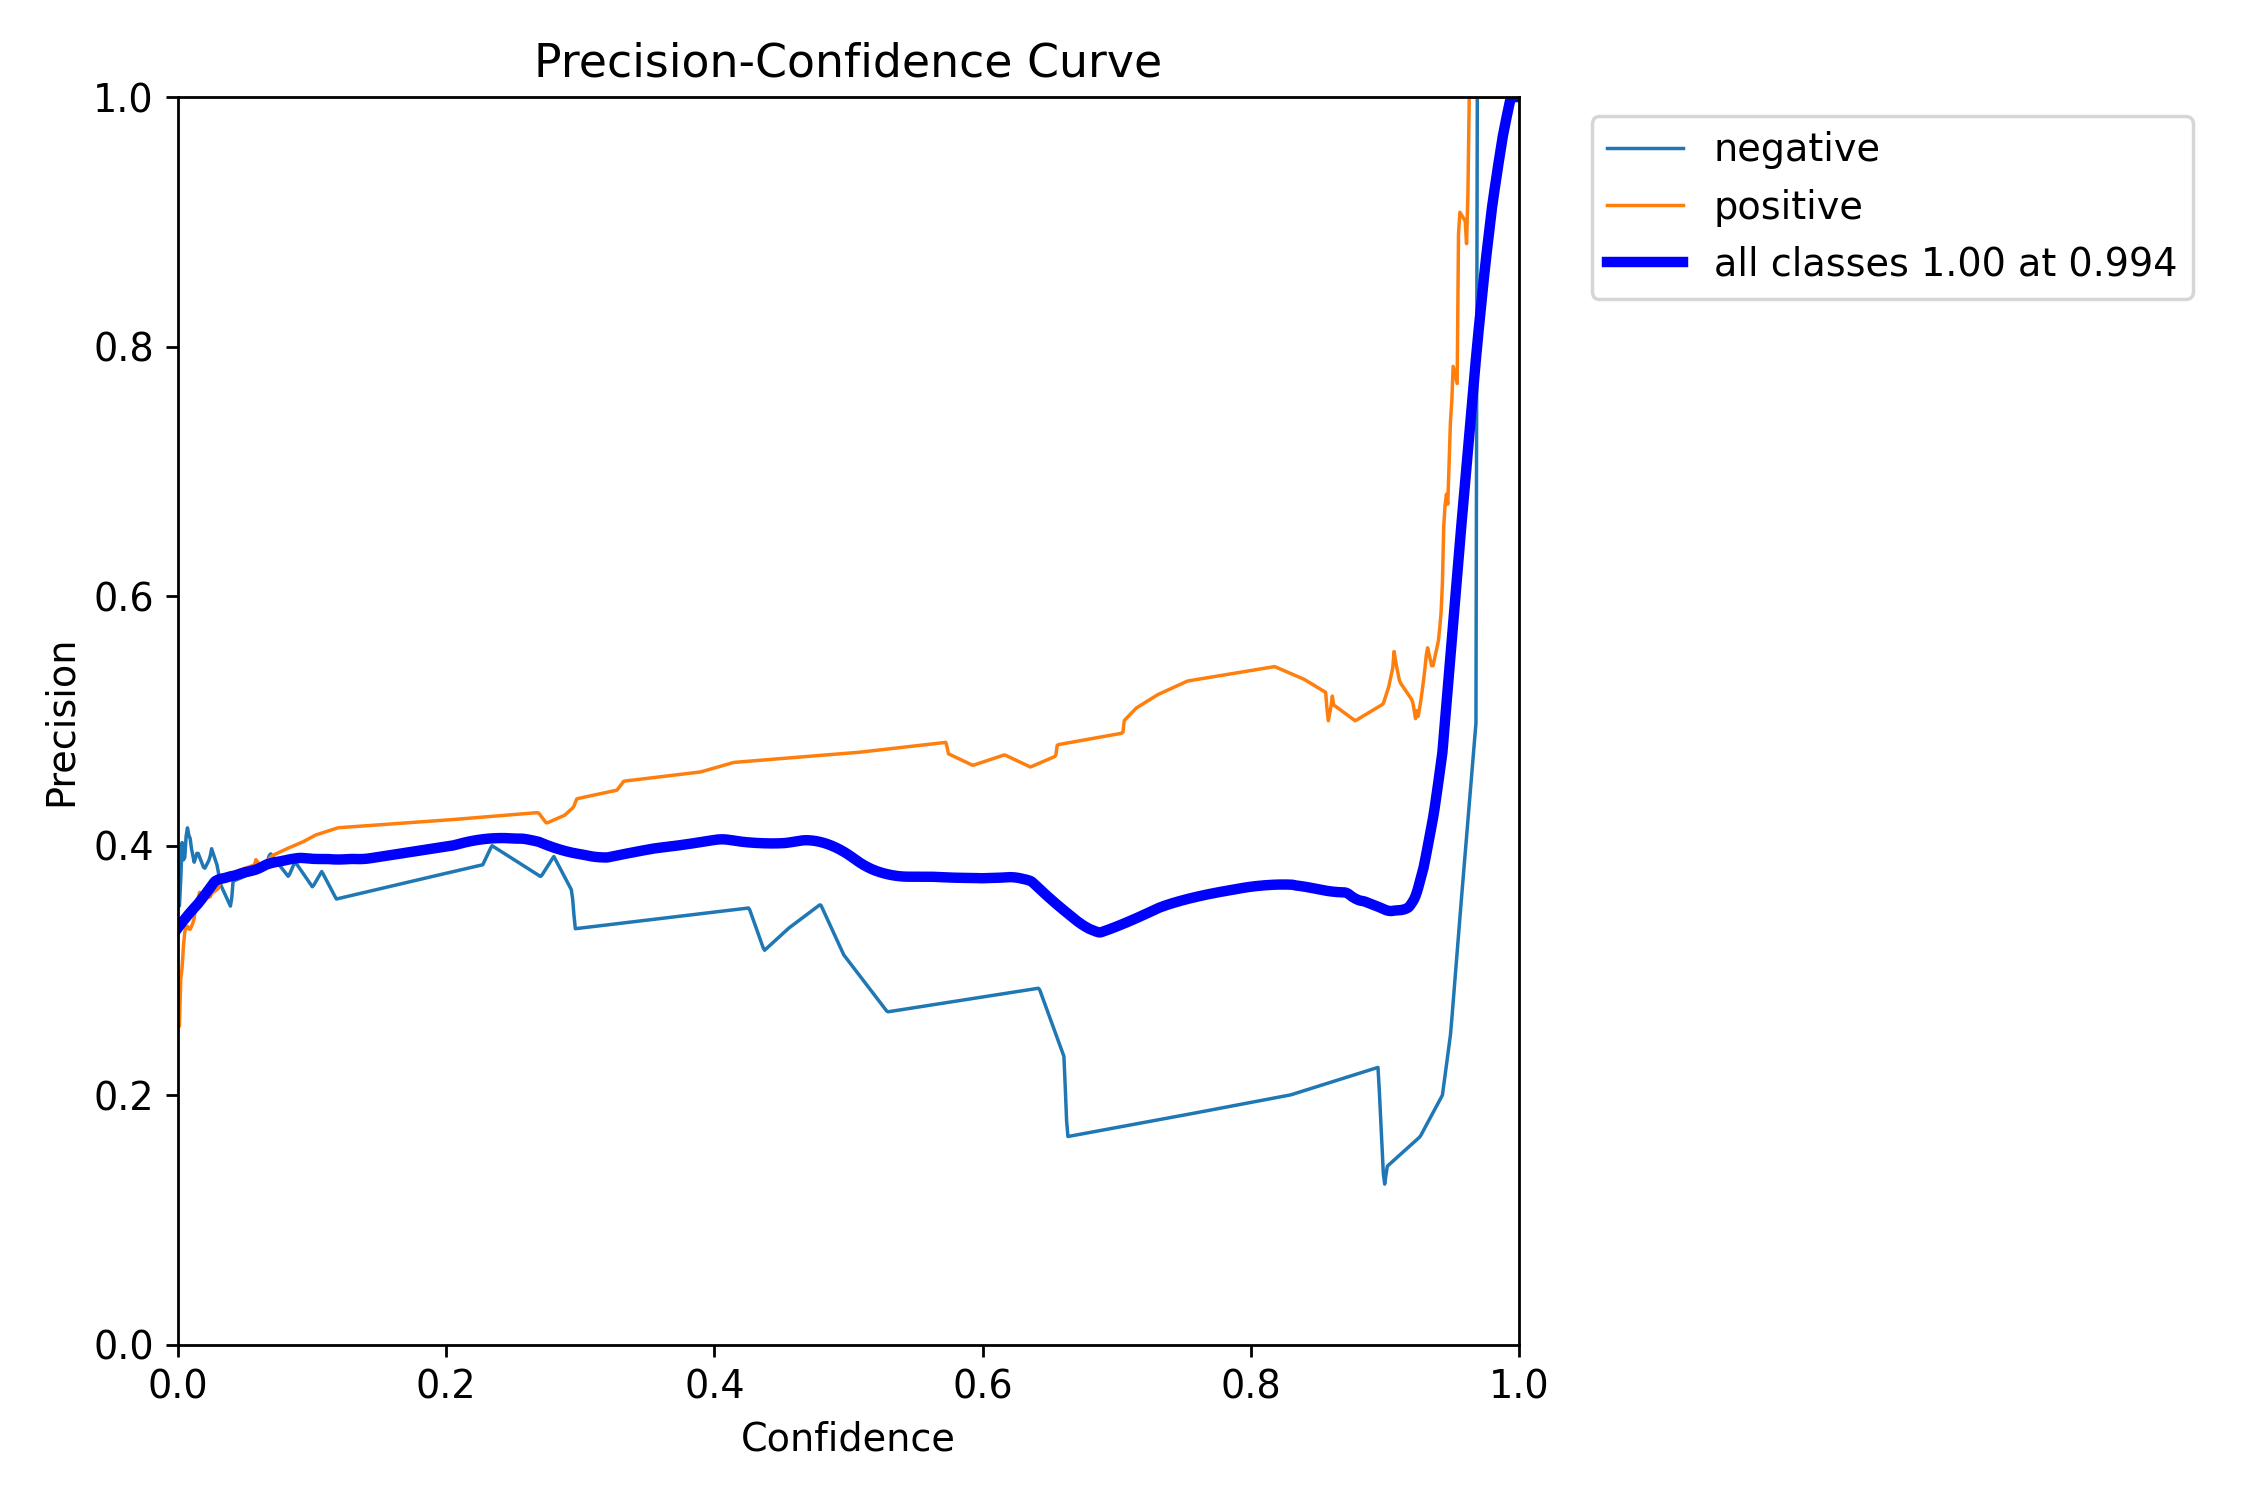 Precision-Confidence Curve
1.0
0.8
0.6
0.4
0.2
0.0
Precision
0.0 0.2 0.4 0.6 0.8 1.0
Confidence
negative
positive
all classes 1.00 at 0.994